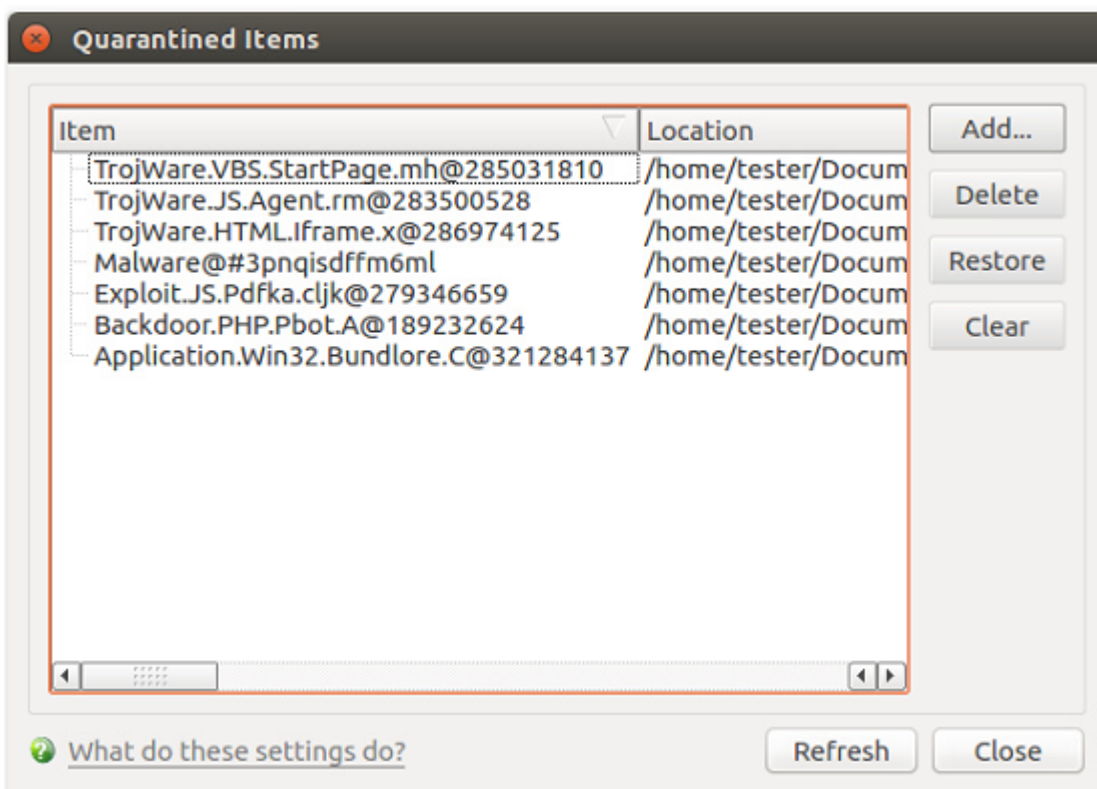 Quarantined Items
Item Location
TrojWare.VBS.StartPage.mh@285031810 /home/tester/Docum
TrojWare.JS.Agent.rm@283500528 /home/tester/Docum
TrojWare.HTML.Iframe.x@286974125 /home/tester/Docum
Malware@#3pnqisdffm6ml /home/tester/Docum
Exploit.JS.Pdfka.cljk@279346659 /home/tester/Docum
Backdoor.PHP.Pbot.A@189232624 /home/tester/Docum
Application.Win32.Bundlore.C@321284137 /home/tester/Docum
Add...
Delete
Restore
Clear
What do these settings do?
Refresh
Close